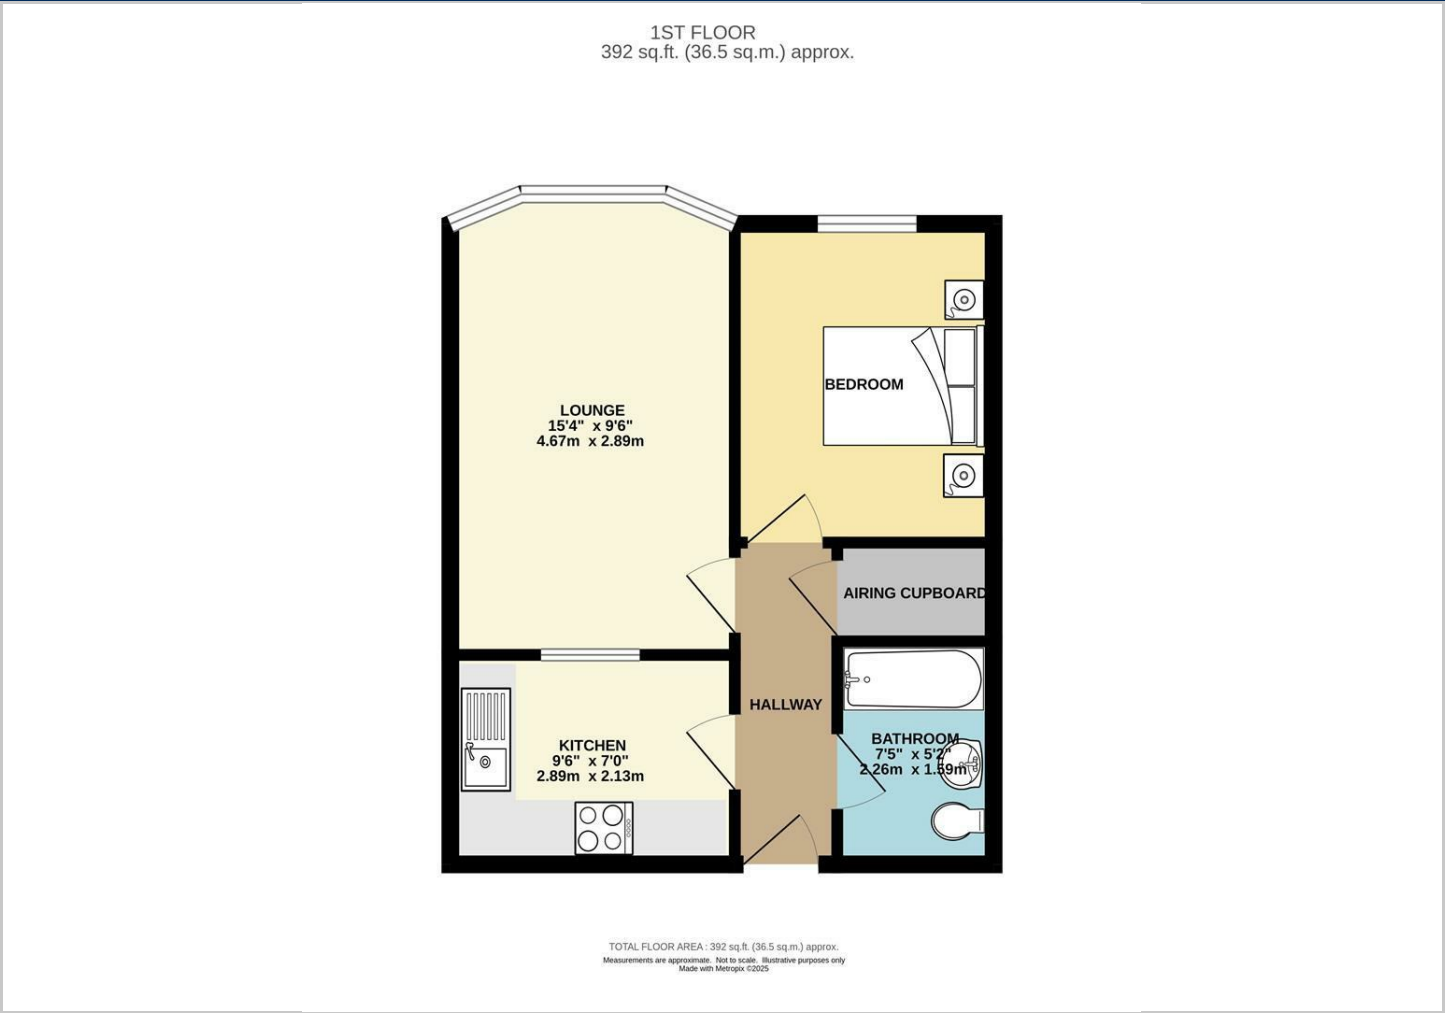 1ST FLOOR
392 sq.ft. (36.5 sq.m.) approx.
BEDROOM
LOUNGE
15'4" x 9'6"
4.67m x 2.89m
AIRING CUPBOARD
HALLWAY
KITCHEN
9'6" x 7'0"
2.89m x 2.13m
BATHROOM
7'5" x 5'2"
2.26m x 1.59m
TOTAL FLOOR AREA : 392 sq.ft. (36.5 sq.m.) approx.
Measurements are approximate. Not to scale. Illustrative purposes only
Made with Metropix ©2025